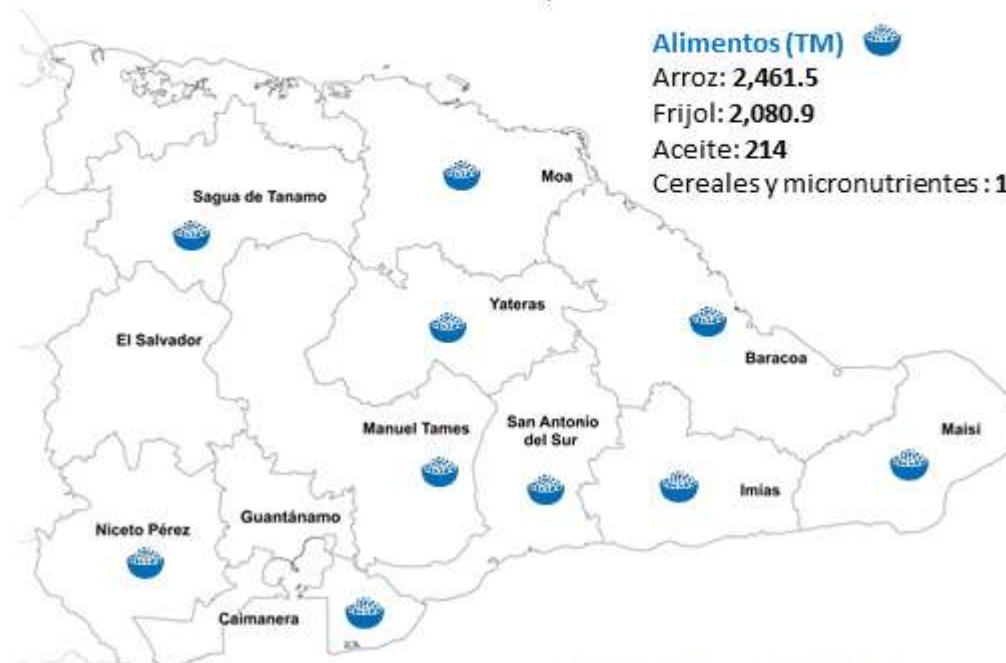 Alimentos (TM)
Arroz: 2,461.5
Frijol: 2,080.9
Aceite: 214
Cereales y micronutrientes : 1
Moa
Sagua de Tanamo
Yateras
El Salvador
Baracoa
Manuel Tames
San Antonio
del Sur
Maisí
Imías
Guantánamo
Niceto Pérez
Caimanera